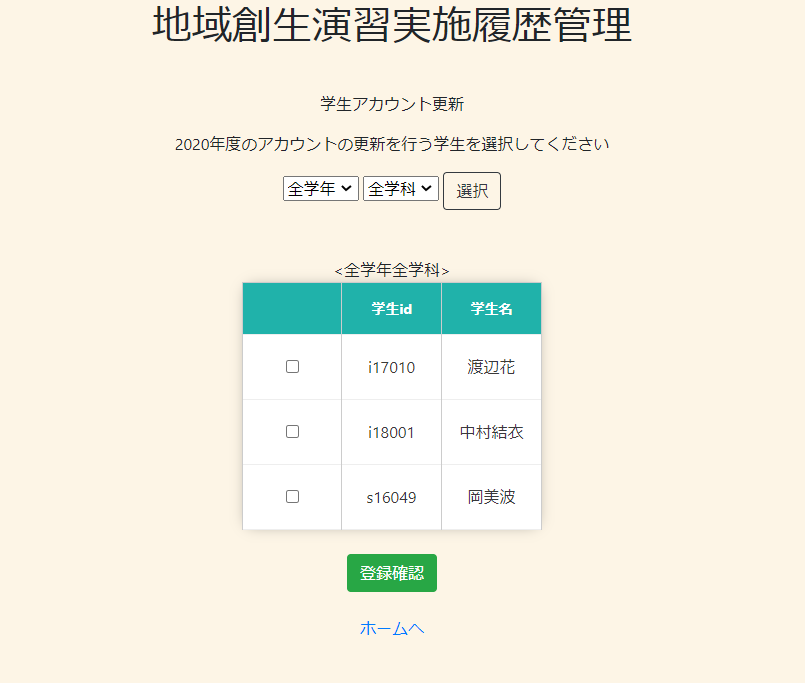 地域創生演習実施履歴管理
学生アカウント更新
2020年度のアカウントの更新を行う学生を選択してください
全学年 全学科 選択
<全学年全学科>
学生id 学生名
i17010 渡辺花
i18001 中村結衣
s16049 岡美波
登録確認
ホームへ